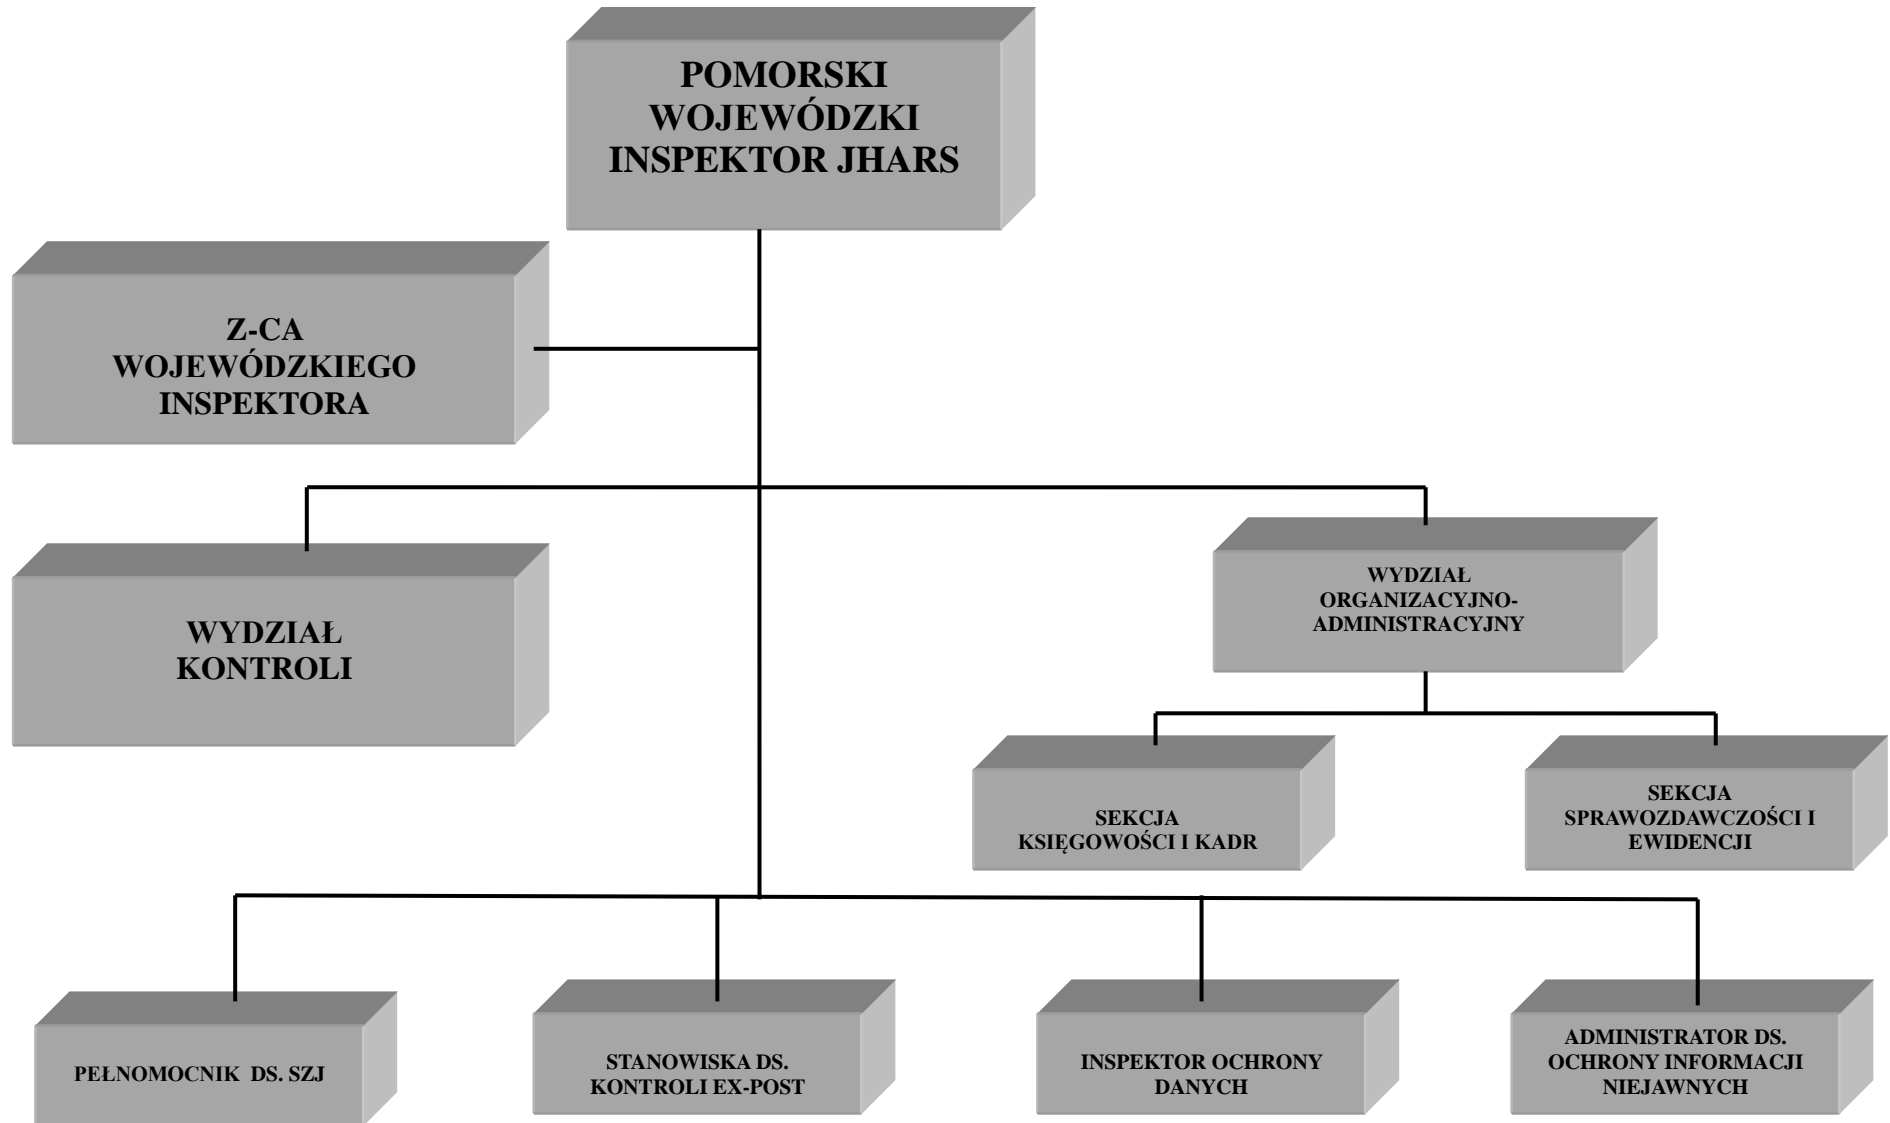 POMORSKI
WOJEWÓDZKI
INSPEKTOR JHARS
Z-CA
WOJEWÓDZKIEGO
INSPEKTORA
WYDZIAŁ
KONTROLI
WYDZIAŁ
ORGANIZACYJNO-
ADMINISTRACYJNY
SEKCJA
KSIĘGOWOŚCI I KADR
SEKCJA
SPRAWOZDAWCZOŚCI I
EWIDENCJI
PEŁNOMOCNIK DS. SZJ
STANOWISKA DS.
KONTROLI EX-POST
INSPEKTOR OCHRONY
DANYCH
ADMINISTRATOR DS.
OCHRONY INFORMACJI
NIEJAWNYCH